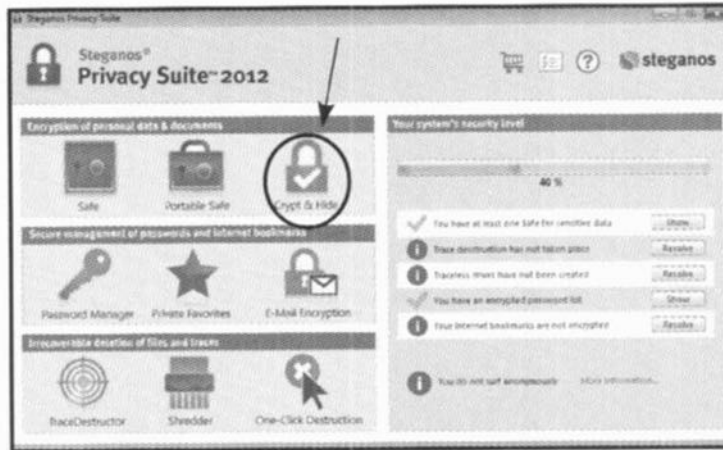 Steganos Privacy Suite
Steganos®
Privacy Suite™ 2012
steganos
Encryption of personal data & documents
Safe
Portable Safe
Crypt & Hide
Secure management of passwords and internet bookmarks
Password Manager
Private Favorites
E-Mail Encryption
Irrecoverable deletion of files and traces
TraceDestructor
Shredder
One-Click Destruction
Your system's security level
40 %
You have at least one Safe for sensitive data
Show
Trace destruction has not taken place
Resolve
Traceless have not been created
Resolve
You have an encrypted password list
Show
Your Internet bookmarks are not encrypted
Resolve
You do not surf anonymously
More information...